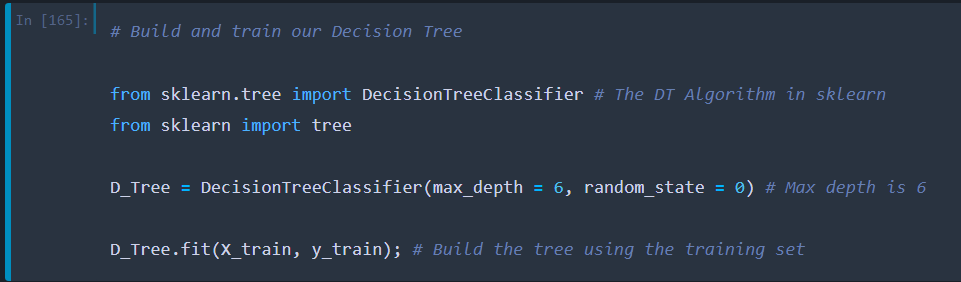 In [165]:
# Build and train our Decision Tree
from sklearn.tree import DecisionTreeClassifier # The DT Algorithm in sklearn
from sklearn import tree
D_Tree = DecisionTreeClassifier(max_depth = 6, random_state = 0) # Max depth is 6
D_Tree.fit(X_train, y_train); # Build the tree using the training set